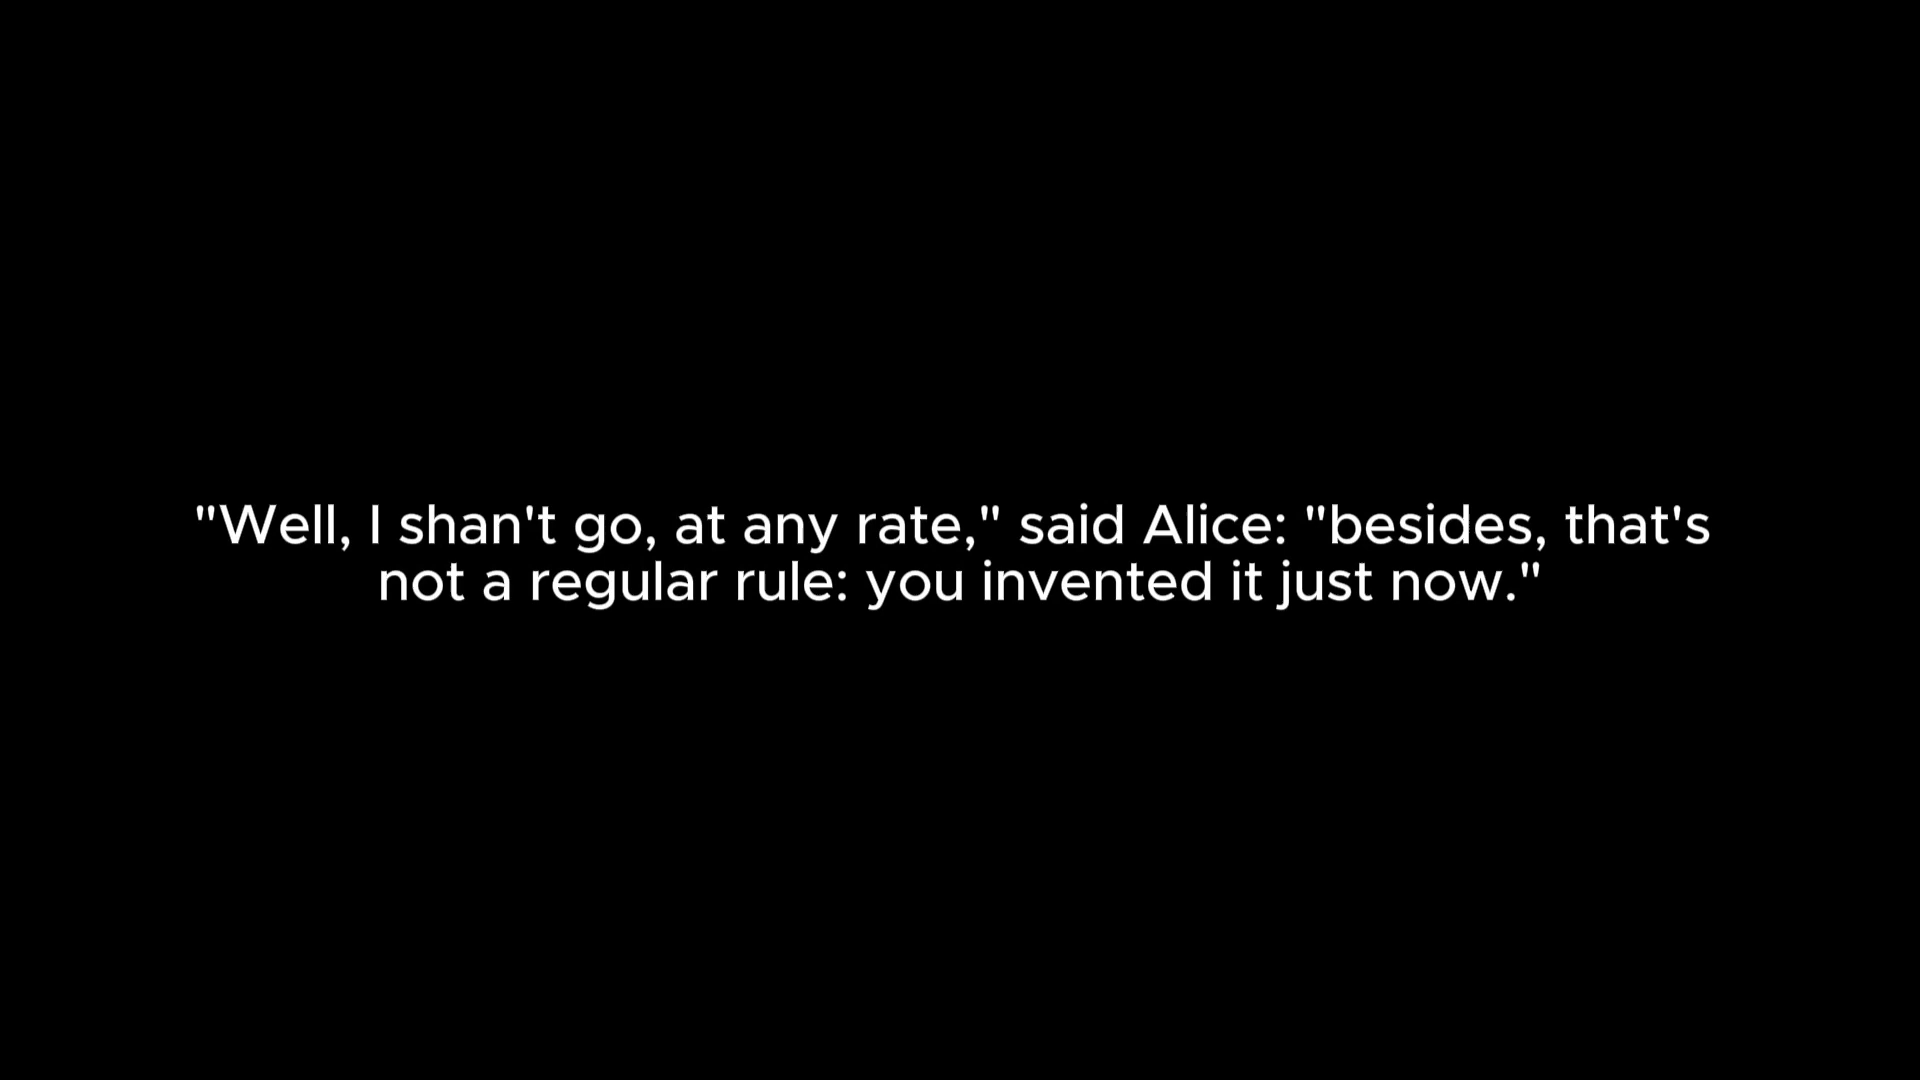 "Well, I shan't go, at any rate," said Alice: "besides, that's
not a regular rule: you invented it just now."